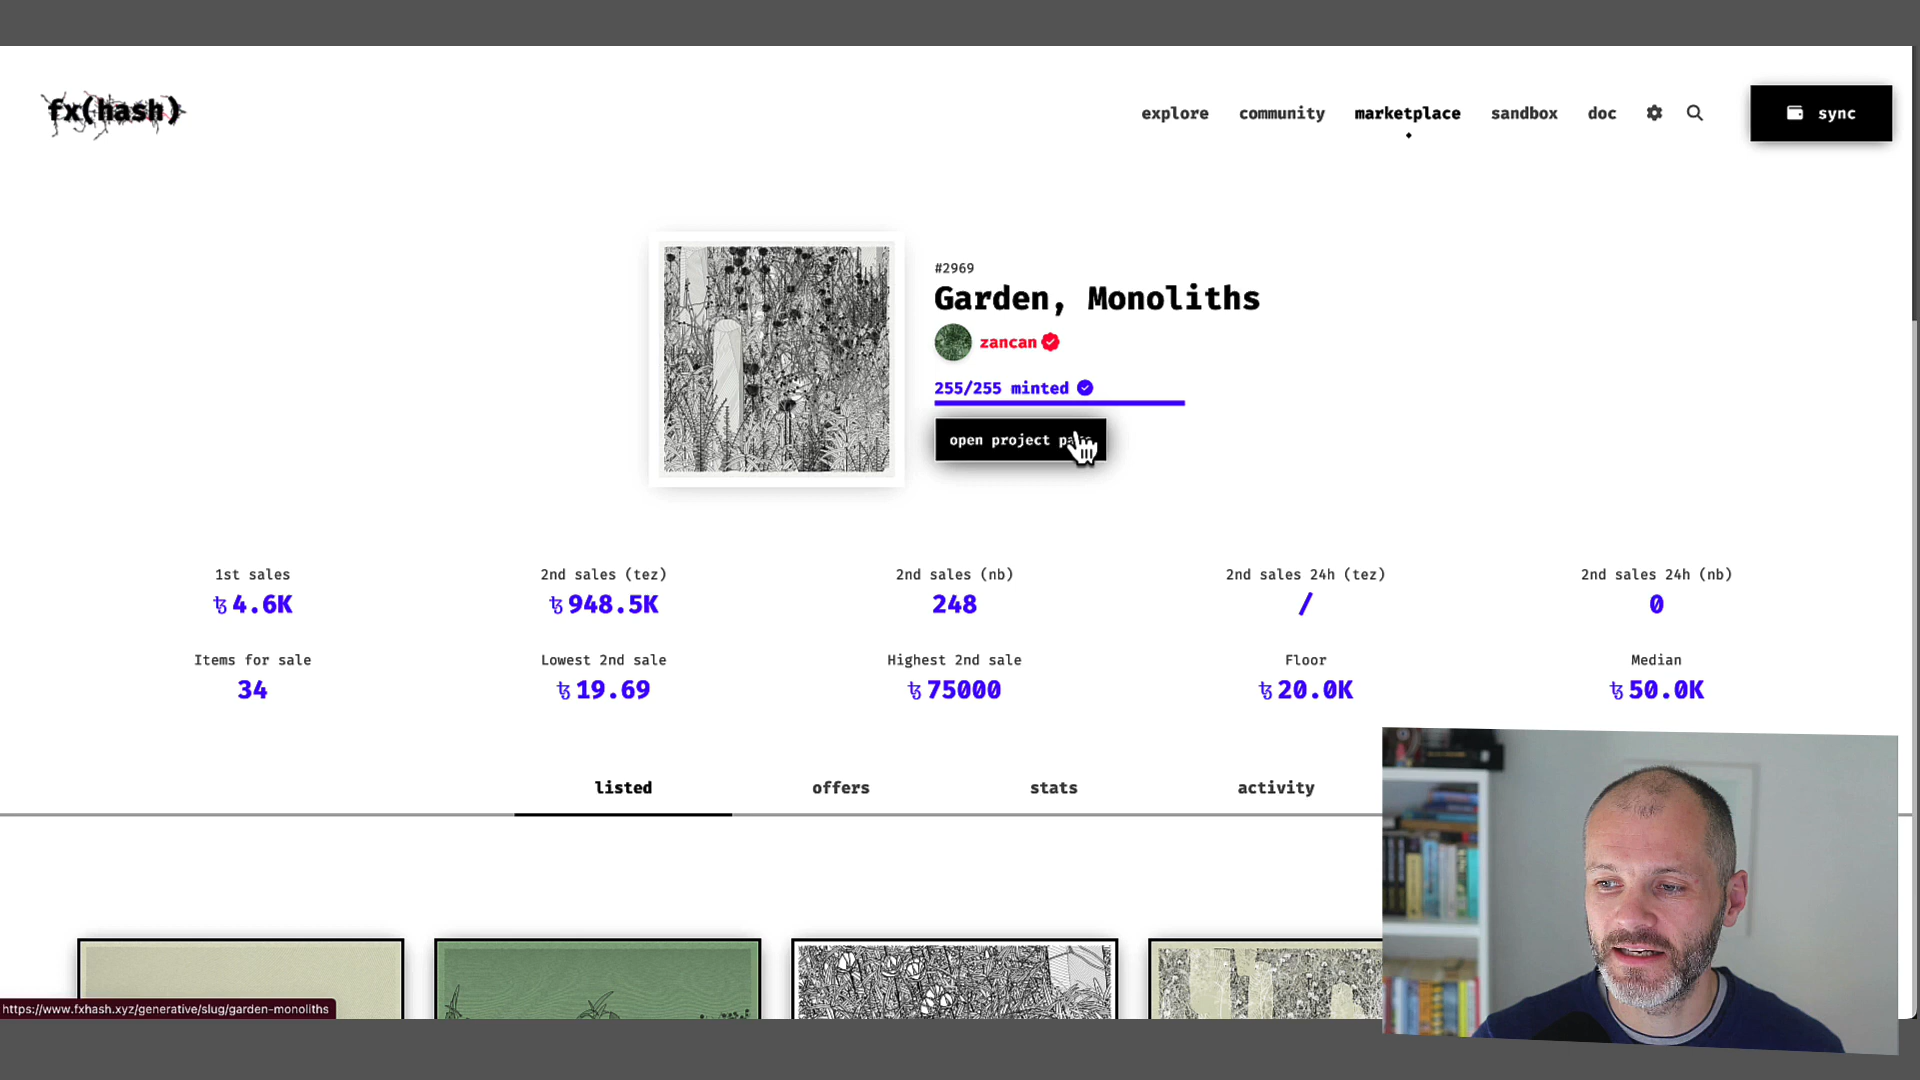 fx(hash)
explore community marketplace sandbox doc sync
#2969
Garden, Monoliths
zancan
255/255 minted
open project
1st sales 2nd sales (tez) 2nd sales (nb) 2nd sales 24h (tez) 2nd sales 24h (nb)
ꜩ 4.6K ꜩ 948.5K 248 / 0
Items for sale Lowest 2nd sale Highest 2nd sale Floor Median
34 ꜩ 19.69 ꜩ 75000 ꜩ 20.0K ꜩ 50.0K
listed offers stats activity
https://www.fxhash.xyz/generative/slug/garden-monoliths